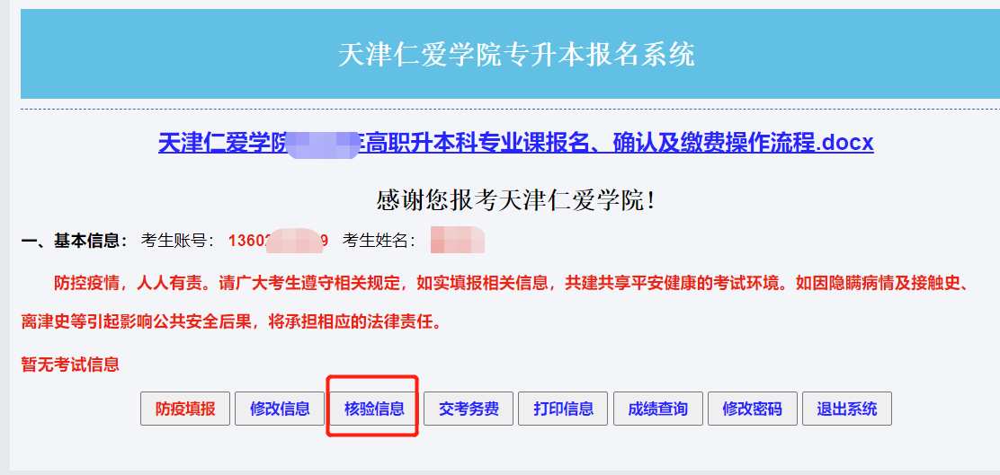 天津仁爱学院专升本报名系统
天津仁爱学院 年高职升本科专业课报名、确认及缴费操作流程.docx
感谢您报考天津仁爱学院！
一、基本信息： 考生账号： 1360 9 考生姓名：
防控疫情，人人有责。请广大考生遵守相关规定，如实填报相关信息，共建共享平安健康的考试环境。如因隐瞒病情及接触史、
离津史等引起影响公共安全后果，将承担相应的法律责任。
暂无考试信息
防疫填报 修改信息 核验信息 交考务费 打印信息 成绩查询 修改密码 退出系统